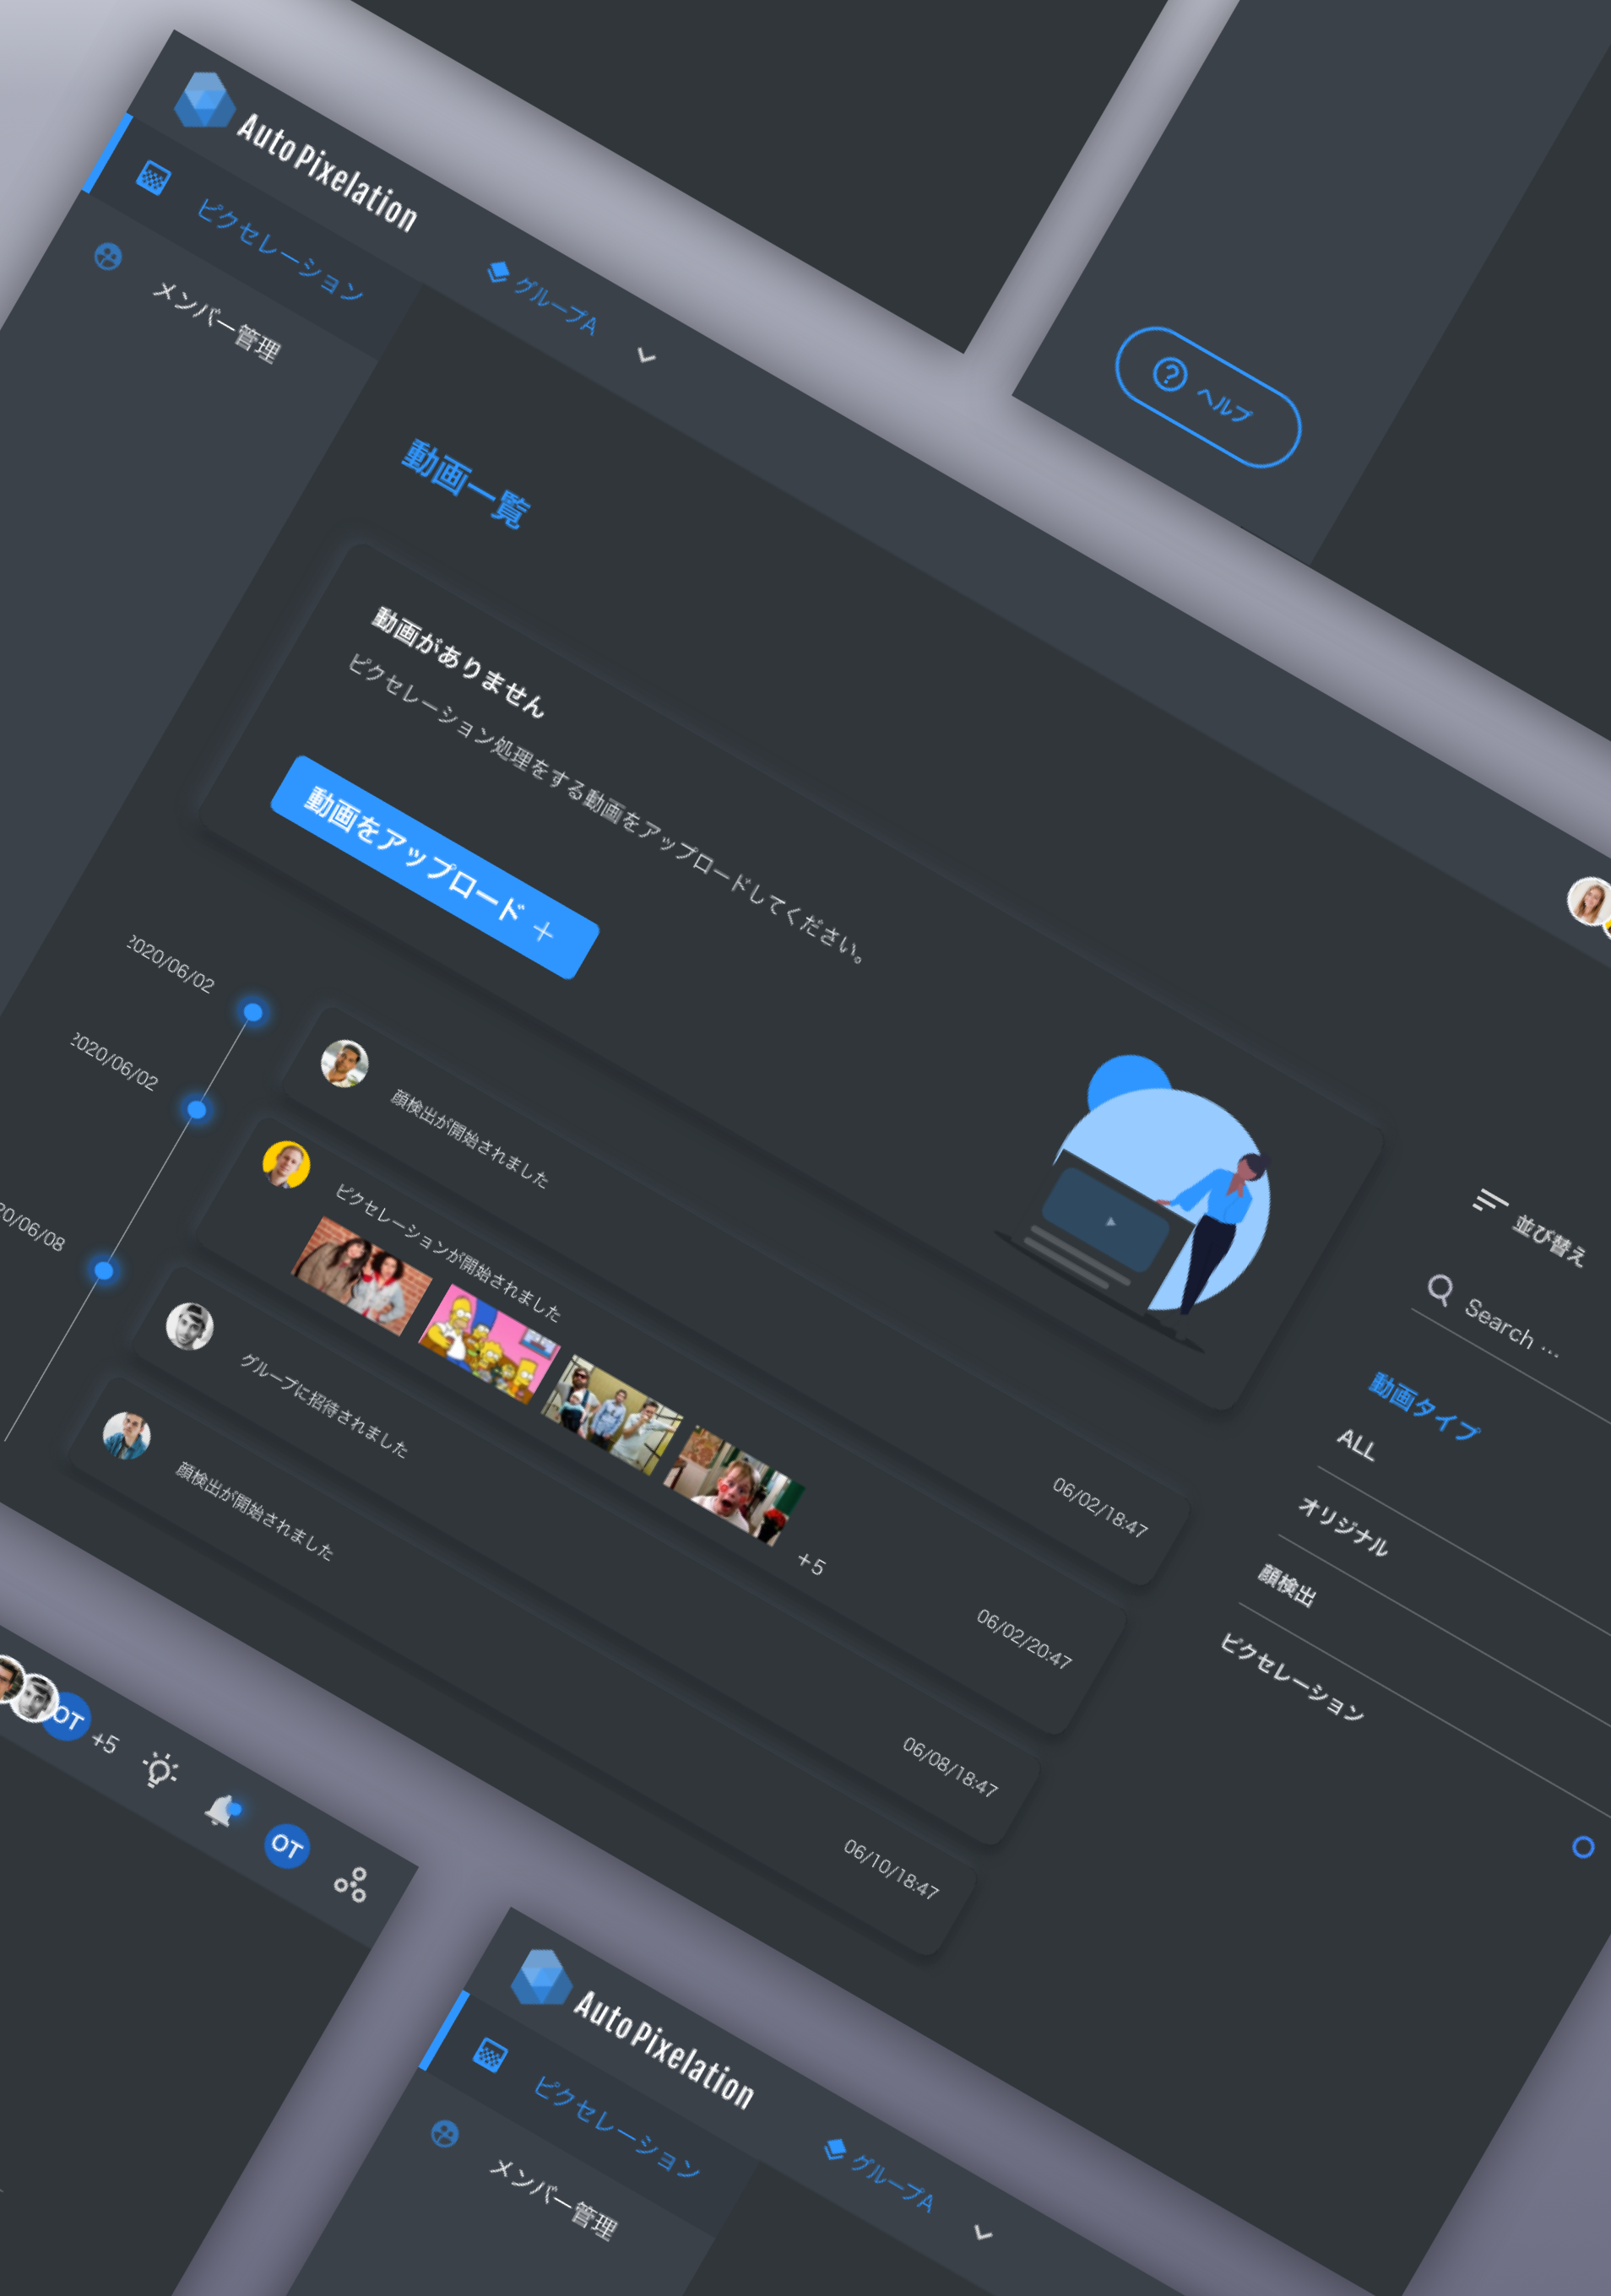 AutoPixelation
ピクセレーション
メンバー管理
グループA
ヘルプ
動画一覧
動画がありません
ピクセレーション処理をする動画をアップロードしてください。
動画をアップロード +
2020/06/02
顔検出が開始されました
06/02/18:47
2020/06/02
ピクセレーションが開始されました
+5
06/02/20:47
20/06/08
グループに招待されました
06/08/18:47
顔検出が開始されました
06/10/18:47
並び替え
Search ...
動画タイプ
ALL
オリジナル
顔検出
ピクセレーション
OT
+5
OT
AutoPixelation
ピクセレーション
メンバー管理
グループA